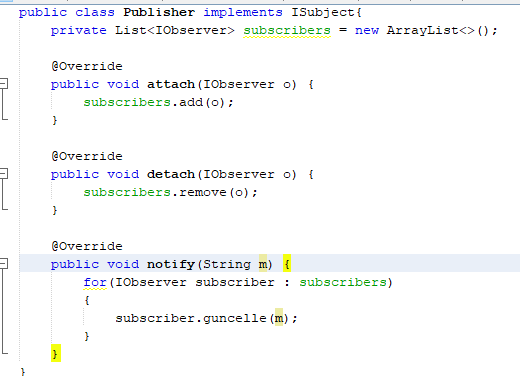 public class Publisher implements ISubject{
    private List<IObserver> subscribers = new ArrayList<>();
    @Override
    public void attach(IObserver o) {
        subscribers.add(o);
    }
    @Override
    public void detach(IObserver o) {
        subscribers.remove(o);
    }
    @Override
    public void notify(String m) {
        for(IObserver subscriber : subscribers)
        {
            subscriber.guncelle(m);
        }
    }
}